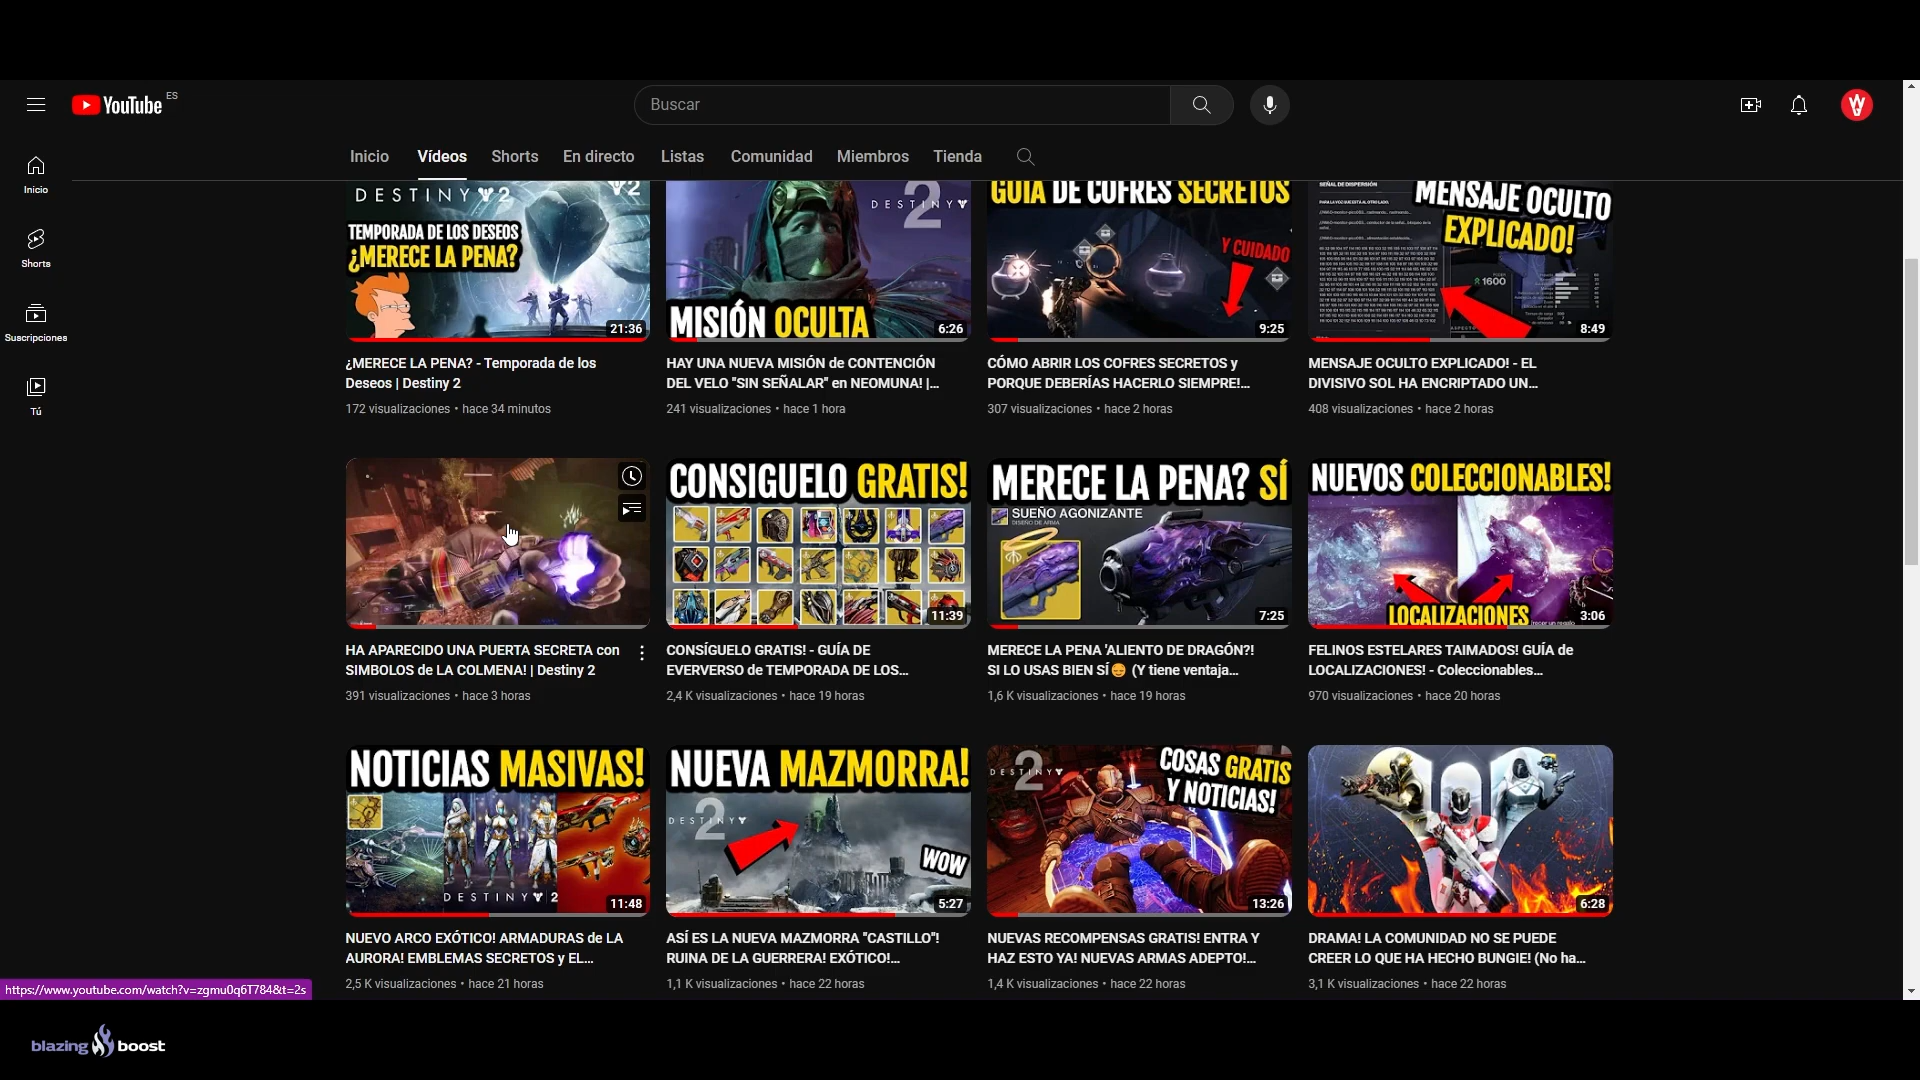 YouTube ES
Buscar
Inicio
Shorts
Suscripciones
Tú
Inicio Vídeos Shorts En directo Listas Comunidad Miembros Tienda
DESTINY 2
TEMPORADA DE LOS DESEOS
¿MERECE LA PENA?
21:36
¿MERECE LA PENA? - Temporada de los
Deseos | Destiny 2
172 visualizaciones • hace 34 minutos
DESTINY 2
MISIÓN OCULTA
6:26
HAY UNA NUEVA MISIÓN de CONTENCIÓN
DEL VELO "SIN SEÑALAR" en NEOMUNA! |...
241 visualizaciones • hace 1 hora
GUIA DE COFRES SECRETOS
Y CUIDADO
9:25
CÓMO ABRIR LOS COFRES SECRETOS y
PORQUE DEBERÍAS HACERLO SIEMPRE!...
307 visualizaciones • hace 2 horas
SEÑAL DE DISPERSIÓN
MENSAJE OCULTO
EXPLICADO!
1600
8:49
MENSAJE OCULTO EXPLICADO! - EL
DIVISIVO SOL HA ENCRIPTADO UN...
408 visualizaciones • hace 2 horas
HA APARECIDO UNA PUERTA SECRETA con
SIMBOLOS de LA COLMENA! | Destiny 2
391 visualizaciones • hace 3 horas
CONSIGUELO GRATIS!
11:39
CONSÍGUELO GRATIS! - GUÍA DE
EVERVERSO de TEMPORADA DE LOS...
2,4 K visualizaciones • hace 19 horas
MERECE LA PENA? SÍ
SUEÑO AGONIZANTE
DISEÑO DE ARMA
7:25
MERECE LA PENA 'ALIENTO DE DRAGÓN?!
SI LO USAS BIEN SÍ😏 (Y tiene ventaja...
1,6 K visualizaciones • hace 19 horas
NUEVOS COLECCIONABLES!
LOCALIZACIONES
3:06
FELINOS ESTELARES TAIMADOS! GUÍA de
LOCALIZACIONES! - Coleccionables...
970 visualizaciones • hace 20 horas
NOTICIAS MASIVAS!
DESTINY 2
11:48
NUEVO ARCO EXÓTICO! ARMADURAS de LA
AURORA! EMBLEMAS SECRETOS y EL...
2,5 K visualizaciones • hace 21 horas
NUEVA MAZMORRA!
DESTINY 2
WOW
5:27
ASÍ ES LA NUEVA MAZMORRA "CASTILLO"!
RUINA DE LA GUERRERA! EXÓTICO!...
1,1 K visualizaciones • hace 22 horas
DESTINY 2
COSAS GRATIS
Y NOTICIAS!
13:26
NUEVAS RECOMPENSAS GRATIS! ENTRA Y
HAZ ESTO YA! NUEVAS ARMAS ADEPTO!...
1,4 K visualizaciones • hace 22 horas
6:28
DRAMA! LA COMUNIDAD NO SE PUEDE
CREER LO QUE HA HECHO BUNGIE! (No ha...
3,1 K visualizaciones • hace 22 horas
https://www.youtube.com/watch?v=zgmu0q6T784&t=2s
blazing boost